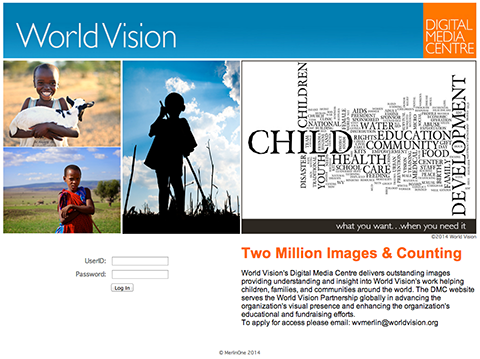 World Vision
DIGITAL
MEDIA
CENTRE
CHILDREN
CHILD
DEVELOPMENT
AIDS
WATER
EDUCATION
COMMUNITY
HEALTH
FOOD
YOUTH
CARE
SCHOOL
FEEDING
DISASTER
FAMILY
what you want...when you need it
©2014 World Vision
Two Million Images & Counting
UserID:
Password:
Log In
World Vision's Digital Media Centre delivers outstanding images
providing understanding and insight into World Vision's work helping
children, families, and communities around the world. The DMC website
serves the World Vision Partnership globally in advancing the
organization's visual presence and enhancing the organization's
educational and fundraising efforts.
To apply for access please email: wvmerlin@worldvision.org
© MerlinOne 2014